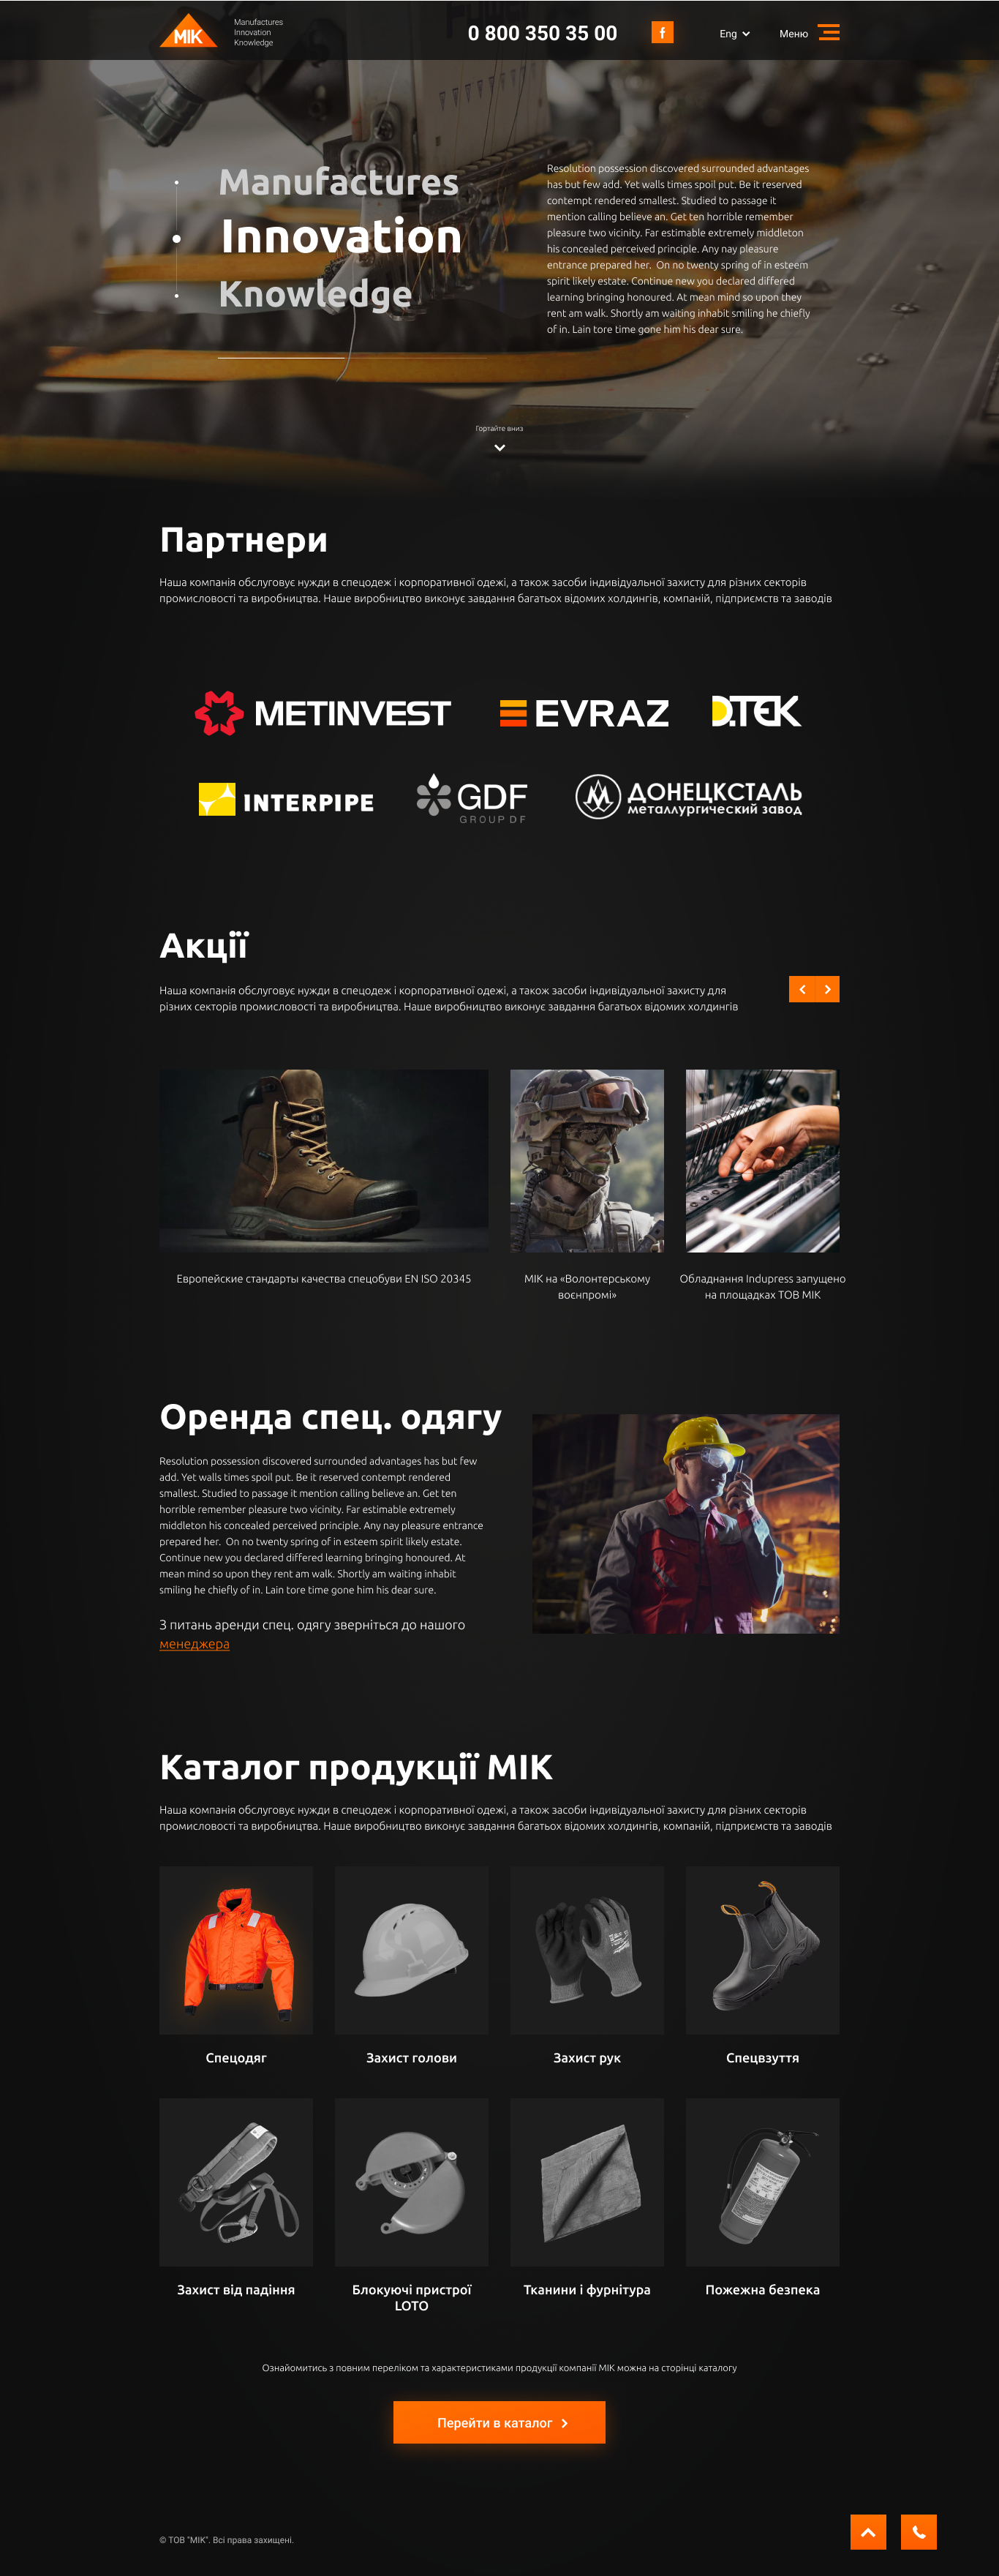 МІК
Manufactures
Innovation
Knowledge
0 800 350 35 00
f
Eng
Меню
Manufactures
Innovation
Knowledge
Resolution possession discovered surrounded advantages
has but few add. Yet walls times spoil put. Be it reserved
contempt rendered smallest. Studied to passage it
mention calling believe an. Get ten horrible remember
pleasure two vicinity. Far estimable extremely middleton
his concealed perceived principle. Any nay pleasure
entrance prepared her.  On no twenty spring of in esteem
spirit likely estate. Continue new you declared differed
learning bringing honoured. At mean mind so upon they
rent am walk. Shortly am waiting inhabit smiling he chiefly
of in. Lain tore time gone him his dear sure.
Гортайте вниз
Партнери
Наша компанія обслуговує нужди в спецодеж і корпоративної одежі, а також засоби індивідуальної захисту для різних секторів
промисловості та виробництва. Наше виробництво виконує завдання багатьох відомих холдингів, компаній, підприємств та заводів
METINVEST
EVRAZ
D.TEK
INTERPIPE
GDF
GROUP DF
ДОНЕЦКСТАЛЬ
металлургический завод
Акції
Наша компанія обслуговує нужди в спецодеж і корпоративної одежі, а також засоби індивідуальної захисту для
різних секторів промисловості та виробництва. Наше виробництво виконує завдання багатьох відомих холдингів
Европейские стандарты качества спецобуви EN ISO 20345
МІК на «Волонтерському
воєнпромі»
Обладнання Indupress запущено
на площадках ТОВ МІК
Оренда спец. одягу
Resolution possession discovered surrounded advantages has but few
add. Yet walls times spoil put. Be it reserved contempt rendered
smallest. Studied to passage it mention calling believe an. Get ten
horrible remember pleasure two vicinity. Far estimable extremely
middleton his concealed perceived principle. Any nay pleasure entrance
prepared her.  On no twenty spring of in esteem spirit likely estate.
Continue new you declared differed learning bringing honoured. At
mean mind so upon they rent am walk. Shortly am waiting inhabit
smiling he chiefly of in. Lain tore time gone him his dear sure.
З питань аренди спец. одягу зверніться до нашого
менеджера
Каталог продукції МІК
Наша компанія обслуговує нужди в спецодеж і корпоративної одежі, а також засоби індивідуальної захисту для різних секторів
промисловості та виробництва. Наше виробництво виконує завдання багатьох відомих холдингів, компаній, підприємств та заводів
Спецодяг
Захист голови
Захист рук
Спецвзуття
Захист від падіння
Блокуючі пристрої
LOTO
Тканини і фурнітура
Пожежна безпека
Ознайомитись з повним переліком та характеристиками продукції компанії МІК можна на сторінці каталогу
Перейти в каталог
© ТОВ "МІК". Всі права захищені.